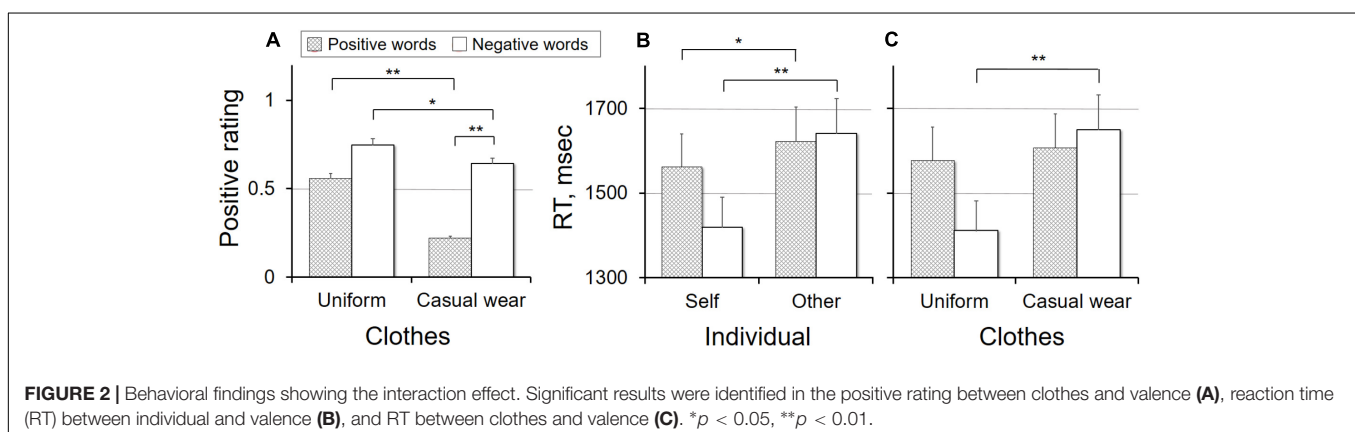 A
Positive words
Negative words
B
C
**
*
**
*
**
**
Positive rating
1
0.5
0
Uniform
Casual wear
Clothes
RT, msec
1700
1500
1300
Self
Other
Individual
Uniform
Casual wear
Clothes
FIGURE 2 | Behavioral findings showing the interaction effect. Significant results were identified in the positive rating between clothes and valence (A), reaction time
(RT) between individual and valence (B), and RT between clothes and valence (C). *p < 0.05, **p < 0.01.